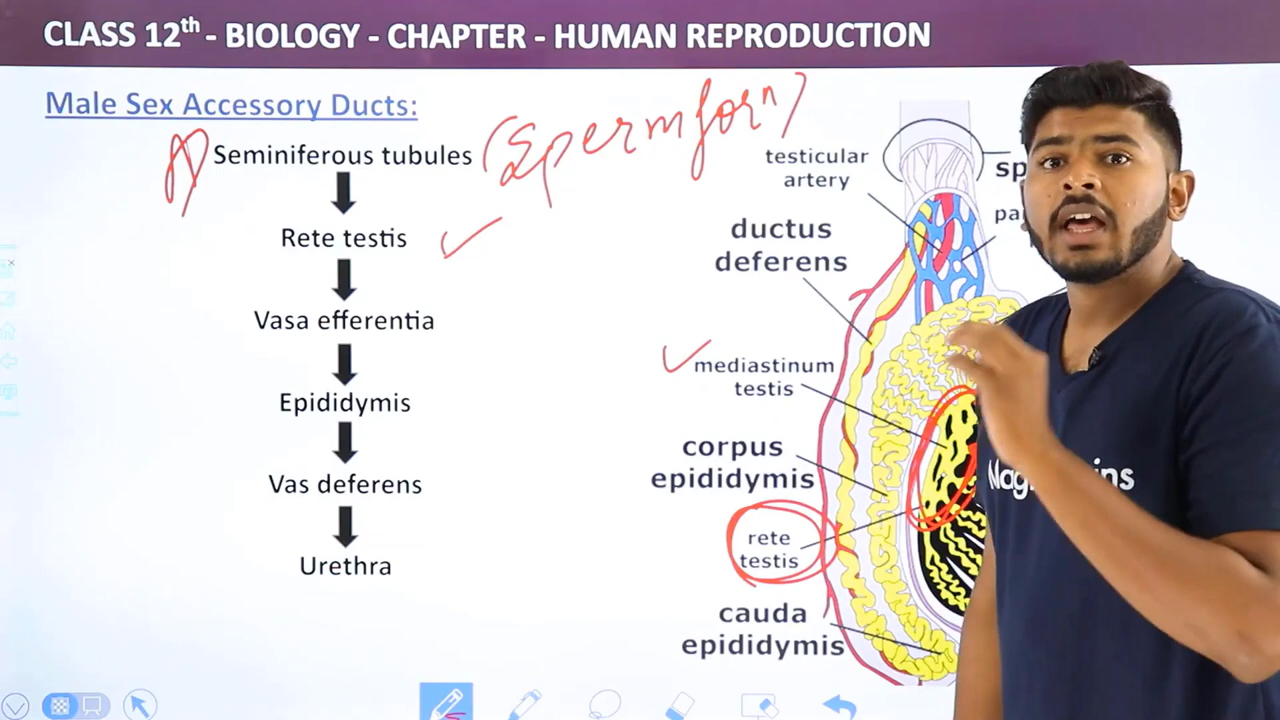 CLASS 12th - BIOLOGY - CHAPTER - HUMAN REPRODUCTION
Male Sex Accessory Ducts:
Seminiferous tubules (Spermforn)
Rete testis
Vasa efferentia
Epididymis
Vas deferens
Urethra
testicular
artery
ductus
deferens
mediastinum
testis
corpus
epididymis
rete
testis
cauda
epididymis